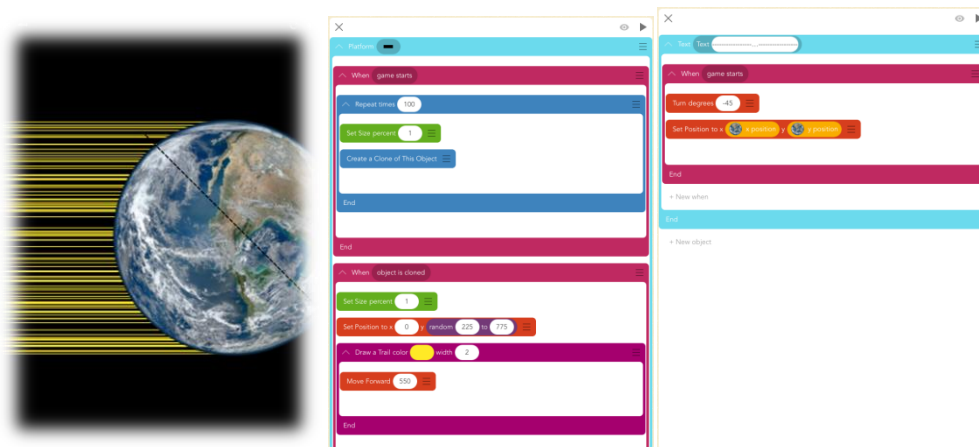 Platform
When game starts
Repeat times 100
Set Size percent 1
Create a Clone of This Object
End
End
When object is cloned
Set Size percent 1
Set Position to x 0 y random 225 to 775
Draw a Trail color width 2
Move Forward 550
End
Text Text
When game starts
Turn degrees -45
Set Position to x x position y y position
End
+ New when
End
+ New object